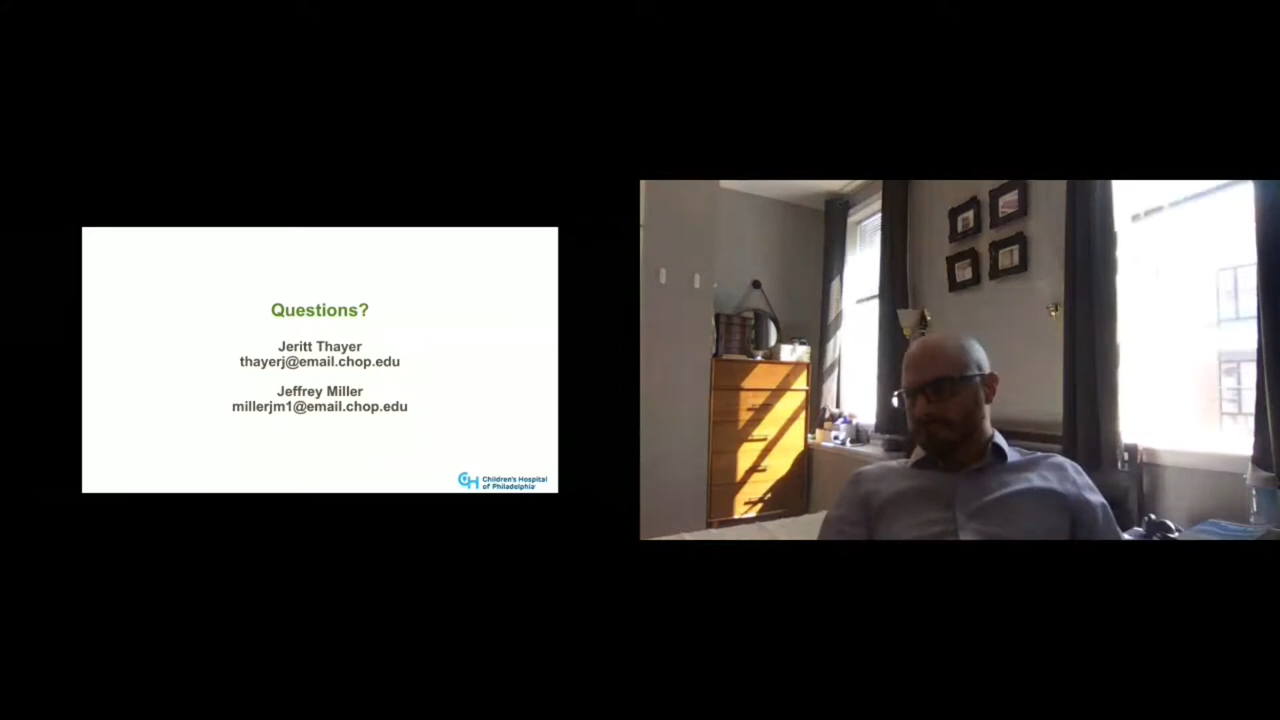 Questions?
Jeritt Thayer
thayerj@email.chop.edu
Jeffrey Miller
millerjm1@email.chop.edu
Children's Hospital
of Philadelphia